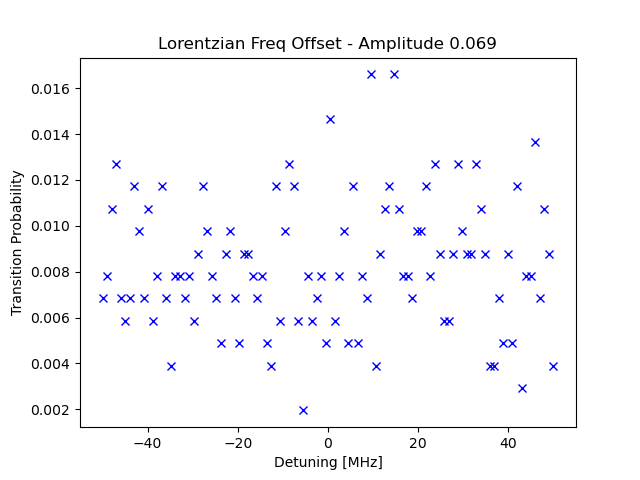 Lorentzian Freq Offset - Amplitude 0.069
0.016
0.014
0.012
0.010
0.008
0.006
0.004
0.002
Transition Probability
−40 −20 0 20 40
Detuning [MHz]